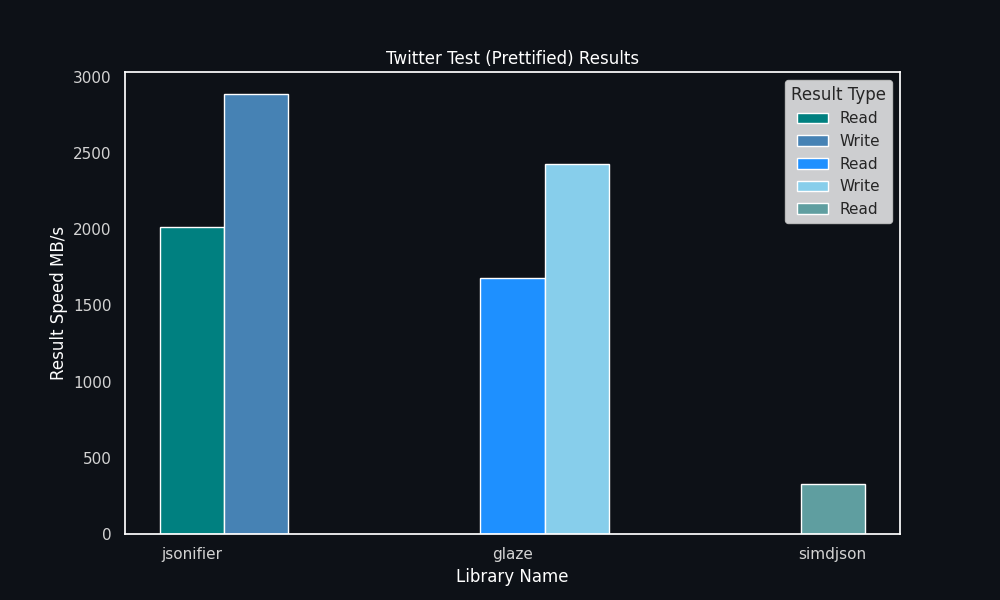 Twitter Test (Prettified) Results
3000
2500
2000
1500
1000
500
0
Result Speed MB/s
Result Type
Read
Write
Read
Write
Read
jsonifier
glaze
simdjson
Library Name